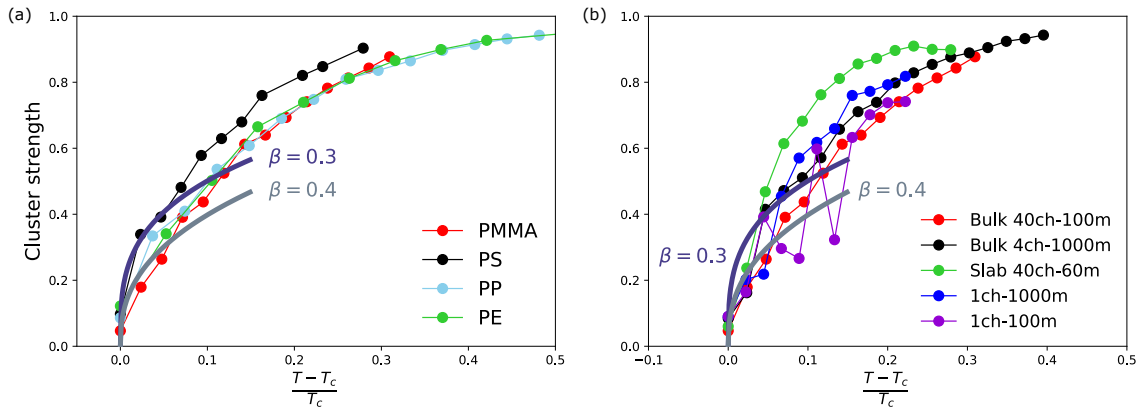 (a)
Cluster strength
1.0
0.8
0.6
0.4
0.2
0.0
0.0
0.1
0.2
0.3
0.4
0.5
T − T_c
T_c
β = 0.3
β = 0.4
PMMA
PS
PP
PE
(b)
1.0
0.8
0.6
0.4
0.2
0.0
−0.1
0.0
0.1
0.2
0.3
0.4
0.5
T − T_c
T_c
β = 0.4
β = 0.3
Bulk 40ch-100m
Bulk 4ch-1000m
Slab 40ch-60m
1ch-1000m
1ch-100m